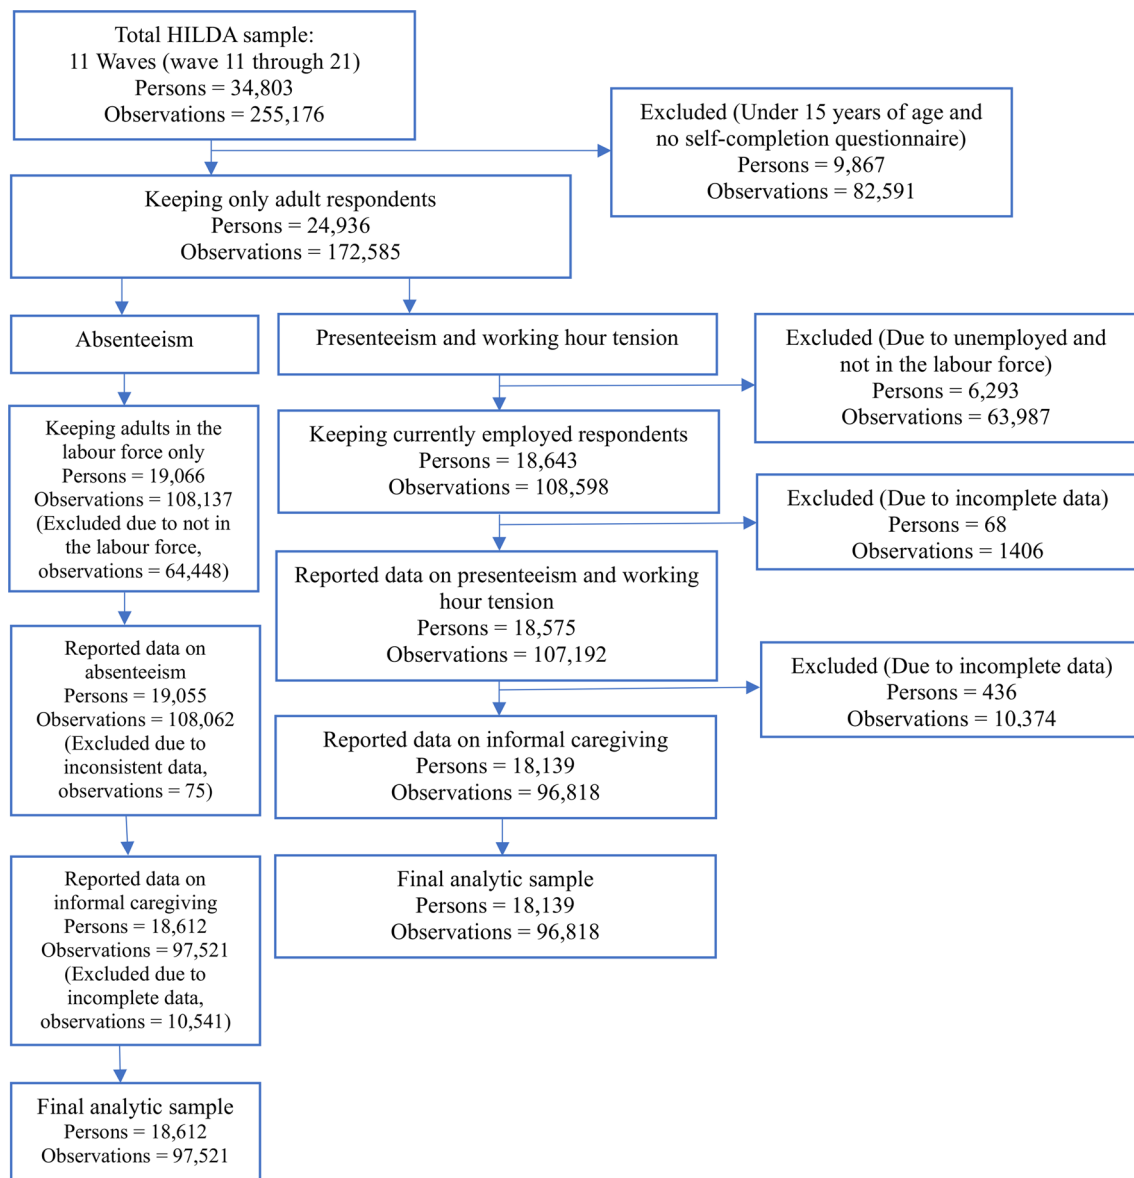 Total HILDA sample:
11 Waves (wave 11 through 21)
Persons = 34,803
Observations = 255,176
Excluded (Under 15 years of age and
no self-completion questionnaire)
Persons = 9,867
Observations = 82,591
Keeping only adult respondents
Persons = 24,936
Observations = 172,585
Absenteeism
Keeping adults in the
labour force only
Persons = 19,066
Observations = 108,137
(Excluded due to not in
the labour force,
observations = 64,448)
Reported data on
absenteeism
Persons = 19,055
Observations = 108,062
(Excluded due to
inconsistent data,
observations = 75)
Reported data on
informal caregiving
Persons = 18,612
Observations = 97,521
(Excluded due to
incomplete data,
observations = 10,541)
Final analytic sample
Persons = 18,612
Observations = 97,521
Presenteeism and working hour tension
Excluded (Due to unemployed and
not in the labour force)
Persons = 6,293
Observations = 63,987
Keeping currently employed respondents
Persons = 18,643
Observations = 108,598
Excluded (Due to incomplete data)
Persons = 68
Observations = 1406
Reported data on presenteeism and working
hour tension
Persons = 18,575
Observations = 107,192
Excluded (Due to incomplete data)
Persons = 436
Observations = 10,374
Reported data on informal caregiving
Persons = 18,139
Observations = 96,818
Final analytic sample
Persons = 18,139
Observations = 96,818